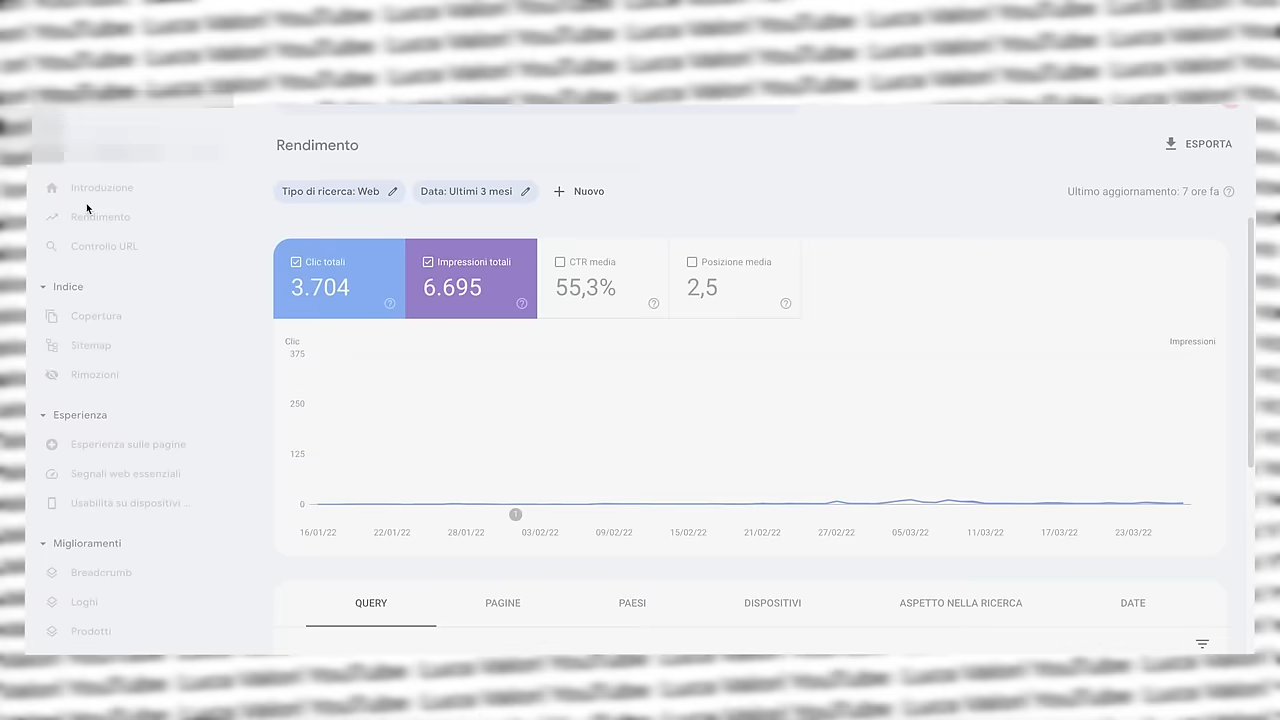 Rendimento
ESPORTA
Tipo di ricerca: Web
Data: Ultimi 3 mesi
Nuovo
Ultimo aggiornamento: 7 ore fa
Introduzione
Rendimento
Controllo URL
Indice
Copertura
Sitemap
Rimozioni
Esperienza
Esperienza sulle pagine
Segnali web essenziali
Usabilità su dispositivi ...
Miglioramenti
Breadcrumb
Loghi
Prodotti
Clic totali
3.704
Impressioni totali
6.695
CTR media
55,3%
Posizione media
2,5
Clic
Impressioni
375
250
125
0
1
16/01/22 22/01/22 28/01/22 03/02/22 09/02/22 15/02/22 21/02/22 27/02/22 05/03/22 11/03/22 17/03/22 23/03/22
QUERY PAGINE PAESI DISPOSITIVI ASPETTO NELLA RICERCA DATE